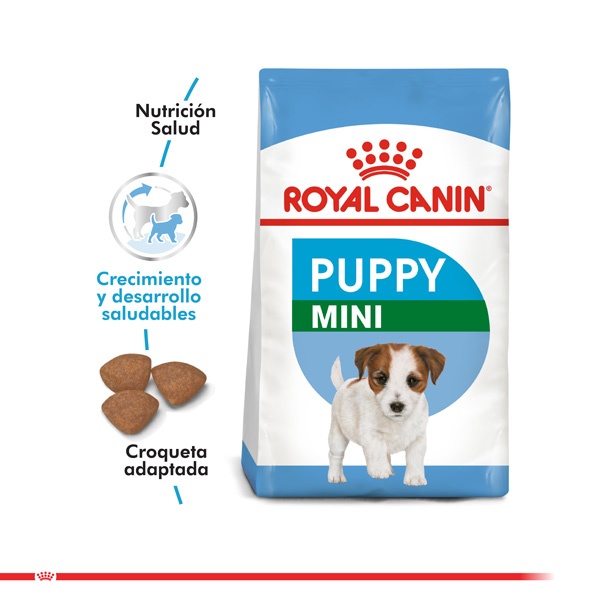 Nutrición
Salud
Crecimiento
y desarrollo
saludables
Croqueta
adaptada
ROYAL CANIN®
PUPPY
MINI